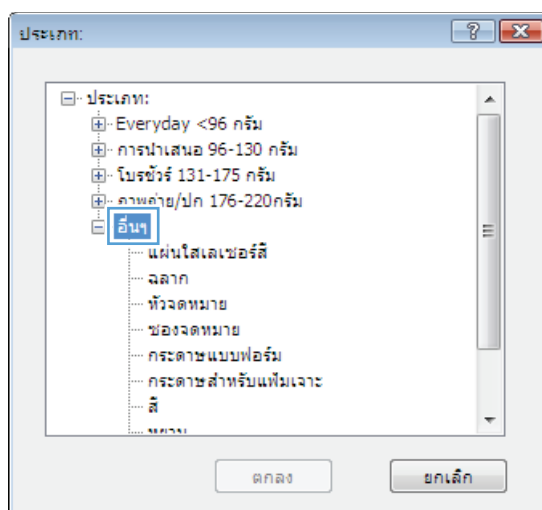 ประเภท:
ประเภท:
Everyday <96 กรัม
การนำเสนอ 96-130 กรัม
โบรชัวร์ 131-175 กรัม
ภาพถ่าย/ปก 176-220กรัม
อื่นๆ
แผ่นใสเลเซอร์สี
ฉลาก
หัวจดหมาย
ซองจดหมาย
กระดาษแบบฟอร์ม
กระดาษสำหรับแฟ้มเจาะ
สี
ตกลง
ยกเลิก